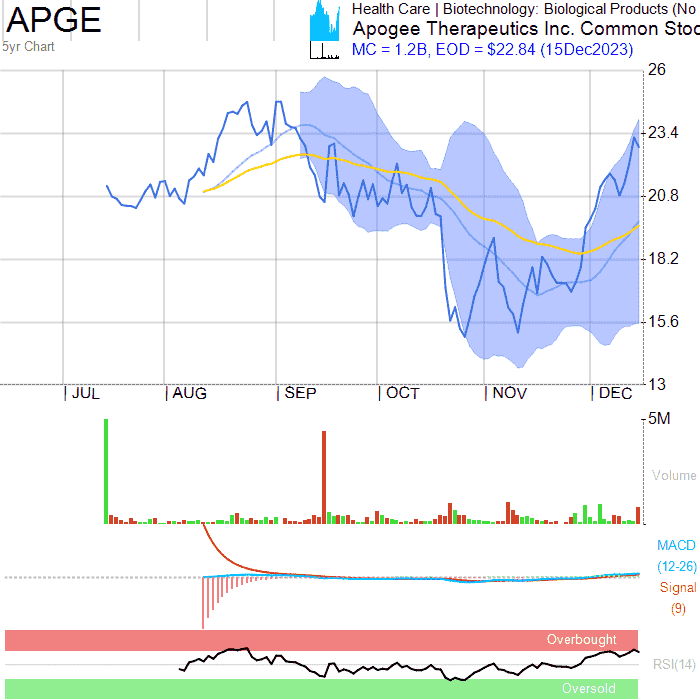 APGE
5yr Chart
Health Care | Biotechnology: Biological Products (No
Apogee Therapeutics Inc. Common Stoc
MC = 1.2B, EOD = $22.84 (15Dec2023)
26
23.4
20.8
18.2
15.6
13
JUL AUG SEP OCT NOV DEC
5M
Volume
MACD
(12-26)
Signal
(9)
Overbought
RSI(14)
Oversold